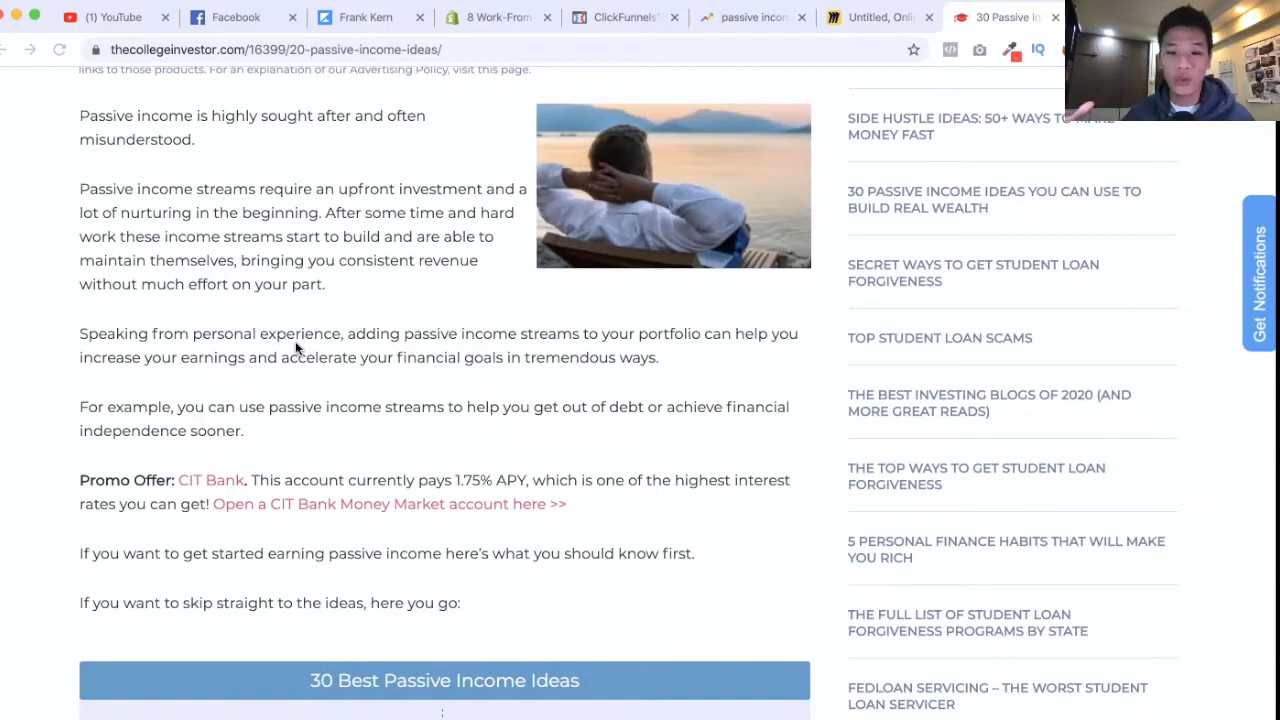 (1) YouTube
Facebook
Frank Kern
8 Work-From
ClickFunnels
passive incom
Untitled, Onli
30 Passive In
thecollegeinvestor.com/16399/20-passive-income-ideas/
links to those products. For an explanation of our Advertising Policy, visit this page.
Passive income is highly sought after and often
misunderstood.
Passive income streams require an upfront investment and a
lot of nurturing in the beginning. After some time and hard
work these income streams start to build and are able to
maintain themselves, bringing you consistent revenue
without much effort on your part.
Speaking from personal experience, adding passive income streams to your portfolio can help you
increase your earnings and accelerate your financial goals in tremendous ways.
For example, you can use passive income streams to help you get out of debt or achieve financial
independence sooner.
Promo Offer: CIT Bank. This account currently pays 1.75% APY, which is one of the highest interest
rates you can get! Open a CIT Bank Money Market account here >>
If you want to get started earning passive income here's what you should know first.
If you want to skip straight to the ideas, here you go:
30 Best Passive Income Ideas
SIDE HUSTLE IDEAS: 50+ WAYS TO MAKE
MONEY FAST
30 PASSIVE INCOME IDEAS YOU CAN USE TO
BUILD REAL WEALTH
SECRET WAYS TO GET STUDENT LOAN
FORGIVENESS
TOP STUDENT LOAN SCAMS
THE BEST INVESTING BLOGS OF 2020 (AND
MORE GREAT READS)
THE TOP WAYS TO GET STUDENT LOAN
FORGIVENESS
5 PERSONAL FINANCE HABITS THAT WILL MAKE
YOU RICH
THE FULL LIST OF STUDENT LOAN
FORGIVENESS PROGRAMS BY STATE
FEDLOAN SERVICING – THE WORST STUDENT
LOAN SERVICER
Get Notifications
IQ